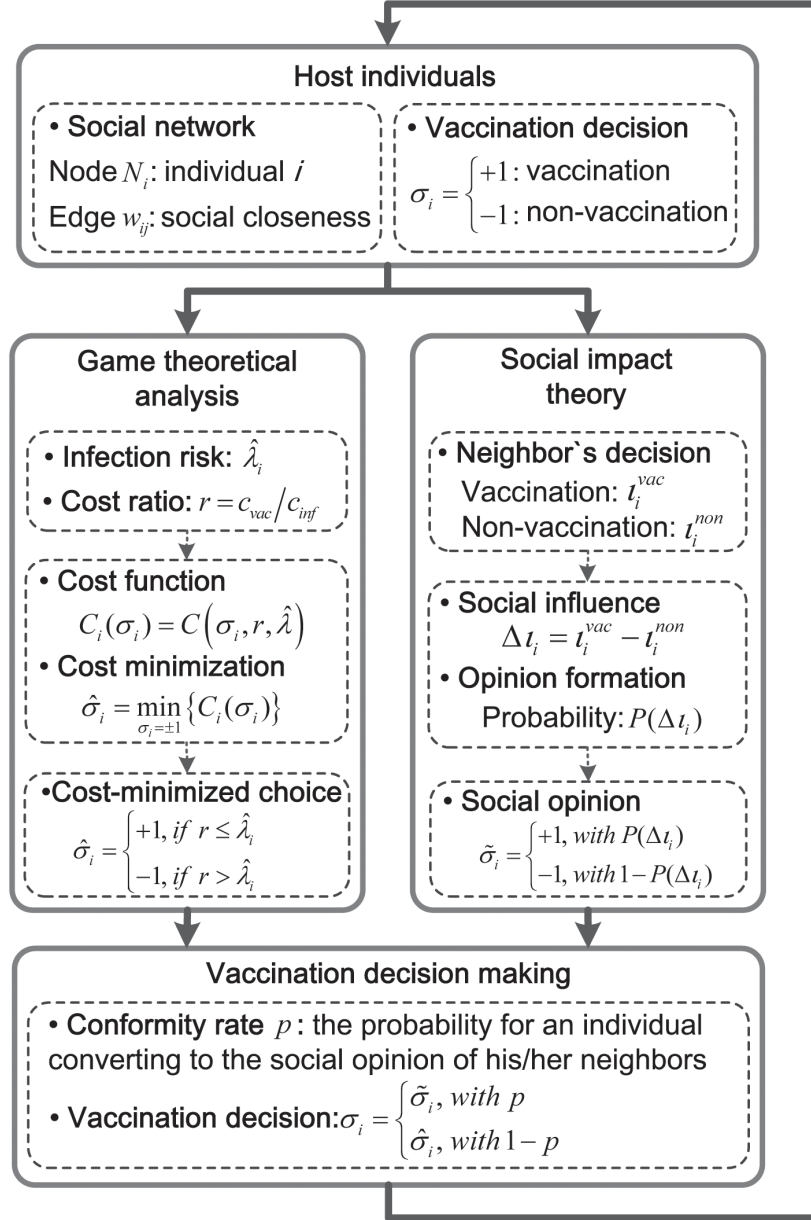 Host individuals
• Social network
Node N_i: individual i
Edge w_ij: social closeness
• Vaccination decision
σ_i = { +1: vaccination
−1: non-vaccination
Game theoretical
analysis
• Infection risk: λ̂_i
• Cost ratio: r = c_vac/c_inf
• Cost function
C_i(σ_i) = C(σ_i, r, λ̂)
• Cost minimization
σ̂_i = min_{σ_i=±1} {C_i(σ_i)}
•Cost-minimized choice
σ̂_i = { +1, if r ≤ λ̂_i
−1, if r > λ̂_i
Social impact
theory
• Neighbor`s decision
Vaccination: ι_i^vac
Non-vaccination: ι_i^non
• Social influence
Δι_i = ι_i^vac − ι_i^non
• Opinion formation
Probability: P(Δι_i)
• Social opinion
σ̃_i = { +1, with P(Δι_i)
−1, with 1− P(Δι_i)
Vaccination decision making
• Conformity rate p : the probability for an individual
converting to the social opinion of his/her neighbors
• Vaccination decision: σ_i = { σ̃_i, with p
σ̂_i, with 1− p